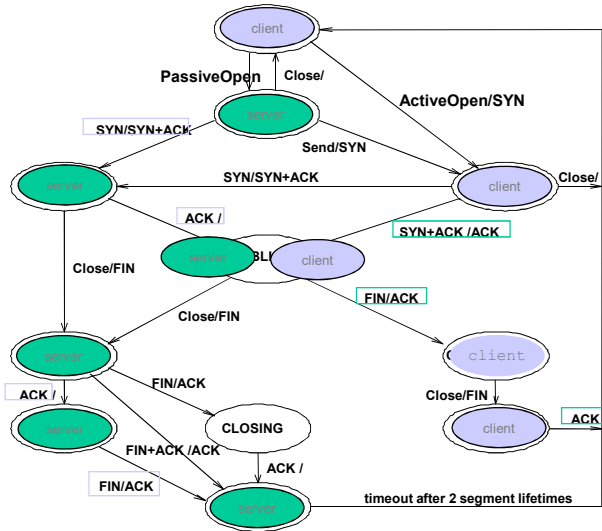 client
PassiveOpen
Close/
ActiveOpen/SYN
server
SYN/SYN+ACK
Send/SYN
SYN/SYN+ACK
server
client
Close/
ACK /
SYN+ACK /ACK
server
client
Close/FIN
FIN/ACK
Close/FIN
server
client
FIN/ACK
Close/FIN
ACK /
server
CLOSING
client
ACK
FIN+ACK /ACK
ACK /
FIN/ACK
server
timeout after 2 segment lifetimes